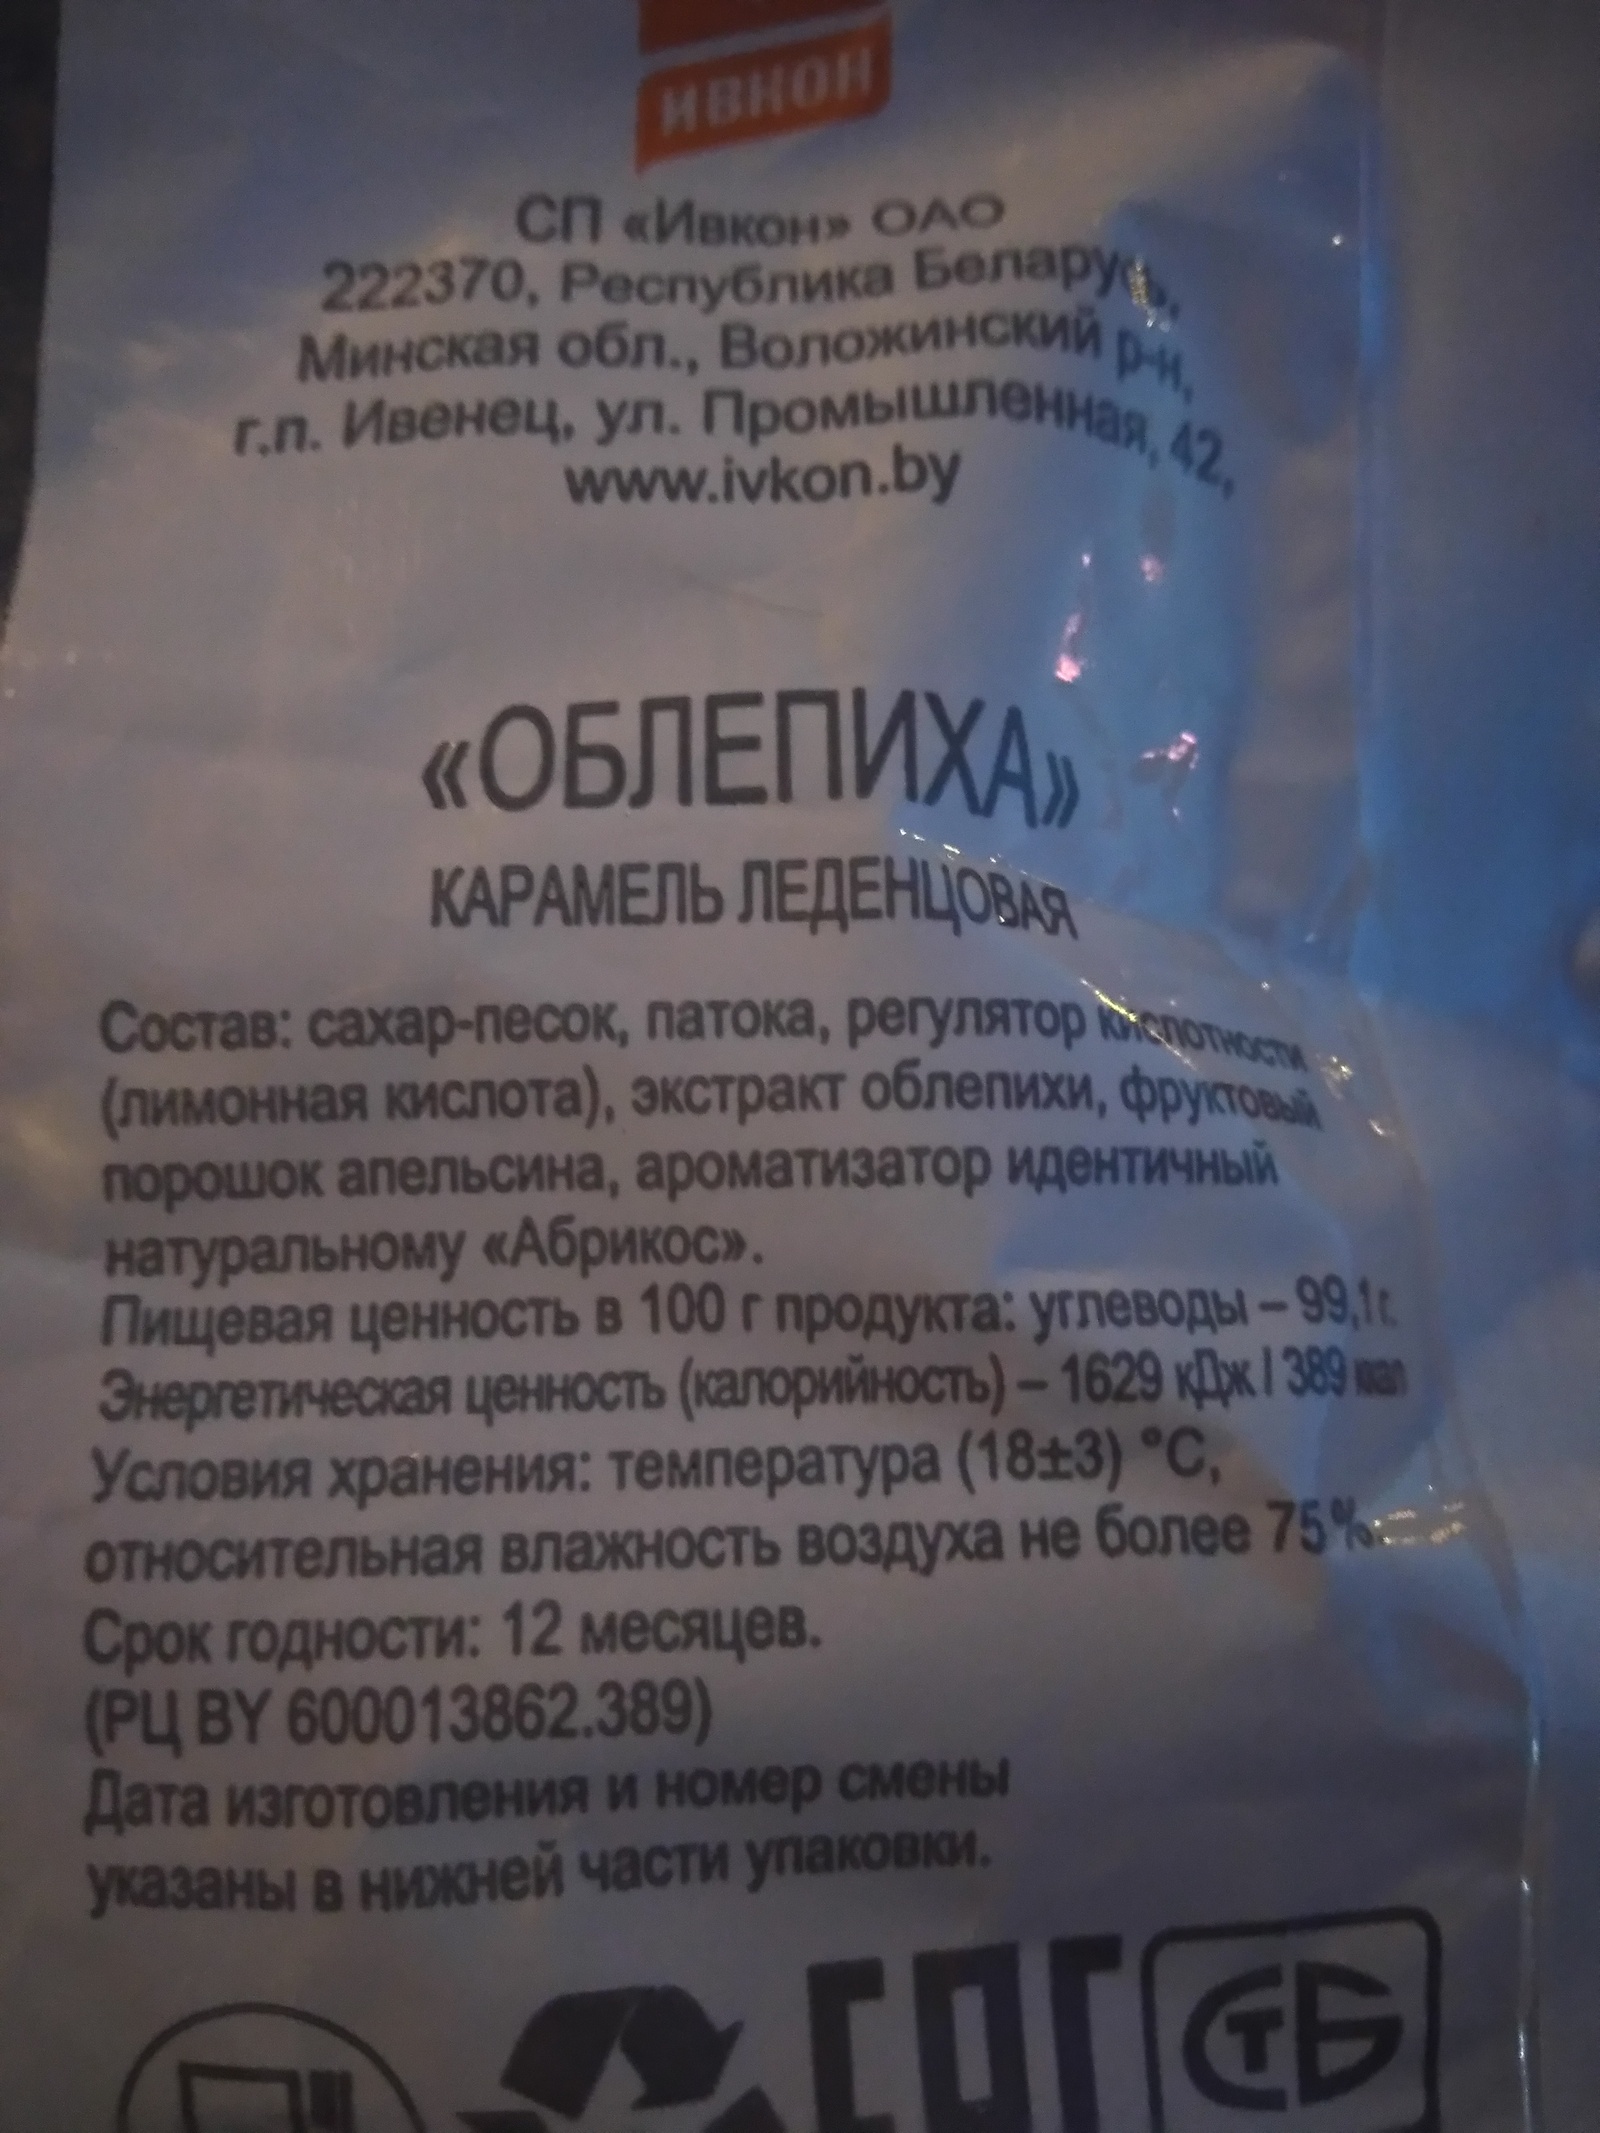 ИВКОН
СП «Ивкон» ОАО
222370, Республика Беларусь,
Минская обл., Воложинский р-н,
г.п. Ивенец, ул. Промышленная, 42,
www.ivkon.by
«ОБЛЕПИХА»
КАРАМЕЛЬ ЛЕДЕНЦОВАЯ
Состав: сахар-песок, патока, регулятор кислотности
(лимонная кислота), экстракт облепихи, фруктовый
порошок апельсина, ароматизатор идентичный
натуральному «Абрикос».
Пищевая ценность в 100 г продукта: углеводы – 99,1г.
Энергетическая ценность (калорийность) – 1629 кДж / 389 ккал
Условия хранения: температура (18±3) °С,
относительная влажность воздуха не более 75%.
Срок годности: 12 месяцев.
(РЦ BY 600013862.389)
Дата изготовления и номер смены
указаны в нижней части упаковки.
СТБ